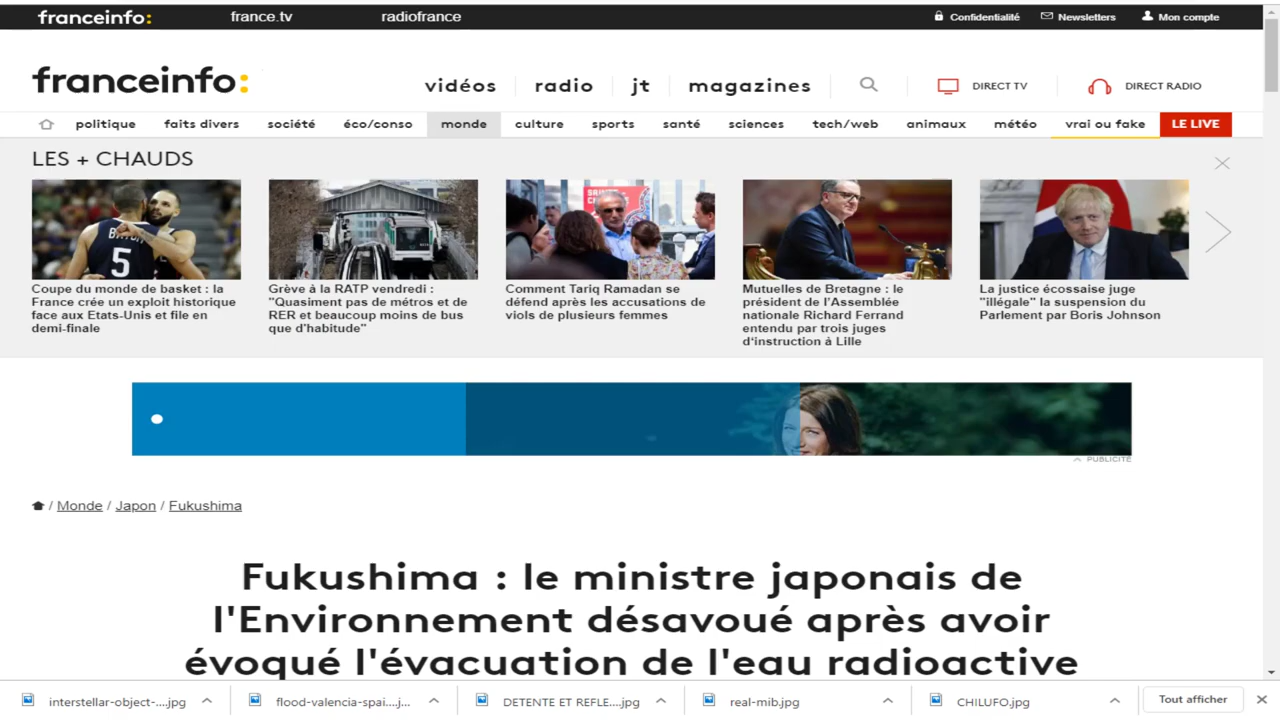 franceinfo:
france.tv
radiofrance
Confidentialité
Newsletters
Mon compte
franceinfo:
vidéos
radio
jt
magazines
DIRECT TV
DIRECT RADIO
politique
faits divers
société
éco/conso
monde
culture
sports
santé
sciences
tech/web
animaux
météo
vrai ou fake
LE LIVE
LES + CHAUDS
5
Coupe du monde de basket : la
France crée un exploit historique
face aux Etats-Unis et file en
demi-finale
Grève à la RATP vendredi :
"Quasiment pas de métros et de
RER et beaucoup moins de bus
que d'habitude"
Comment Tariq Ramadan se
défend après les accusations de
viols de plusieurs femmes
Mutuelles de Bretagne : le
président de l'Assemblée
nationale Richard Ferrand
entendu par trois juges
d'instruction à Lille
La justice écossaise juge
"illégale" la suspension du
Parlement par Boris Johnson
PUBLICITÉ
/ Monde / Japon / Fukushima
Fukushima : le ministre japonais de
l'Environnement désavoué après avoir
évoqué l'évacuation de l'eau radioactive
interstellar-object-....jpg
flood-valencia-spai....j...
DETENTE ET REFLE....jpg
real-mib.jpg
CHILUFO.jpg
Tout afficher